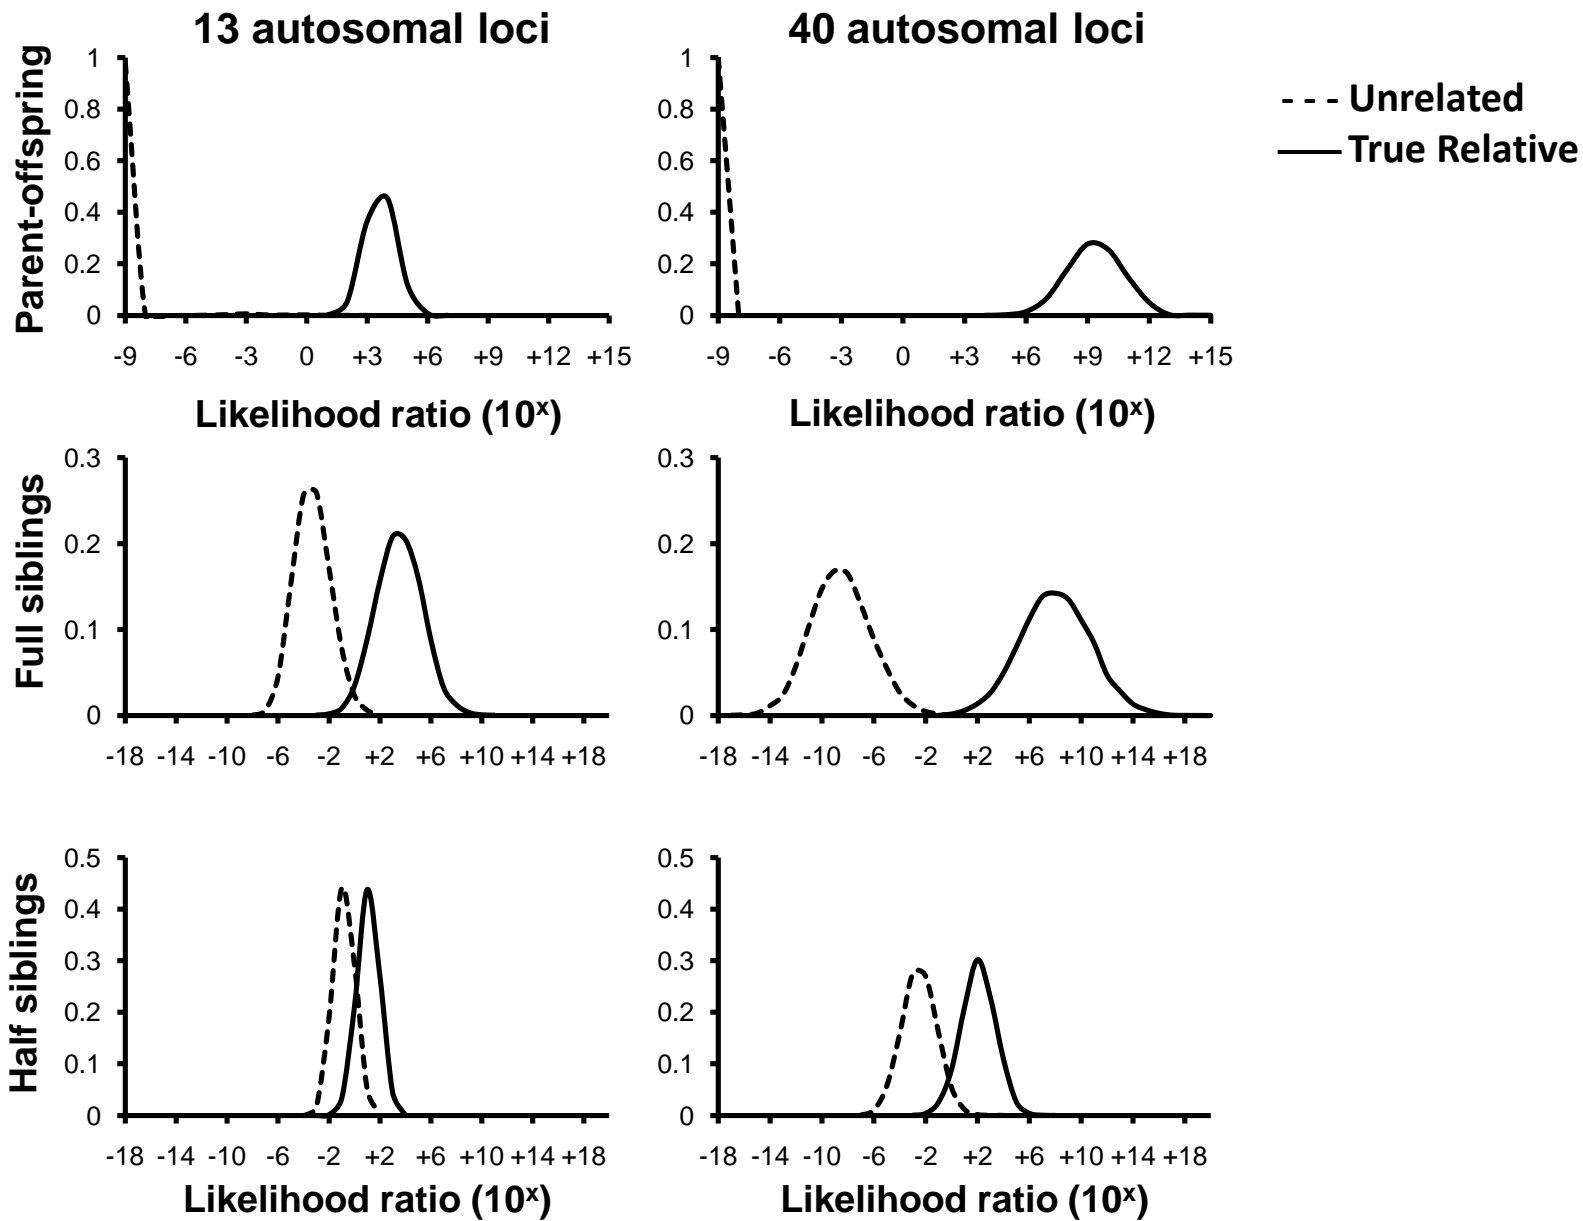 13 autosomal loci
40 autosomal loci
Unrelated
True Relative
Parent-offspring
1
0.8
0.6
0.4
0.2
0
-9 -6 -3 0 +3 +6 +9 +12 +15
Likelihood ratio (10ˣ)
1
0.8
0.6
0.4
0.2
0
-9 -6 -3 0 +3 +6 +9 +12 +15
Likelihood ratio (10ˣ)
Full siblings
0.3
0.2
0.1
0
-18 -14 -10 -6 -2 +2 +6 +10 +14 +18
0.3
0.2
0.1
0
-18 -14 -10 -6 -2 +2 +6 +10 +14 +18
Half siblings
0.5
0.4
0.3
0.2
0.1
0
-18 -14 -10 -6 -2 +2 +6 +10 +14 +18
Likelihood ratio (10ˣ)
0.5
0.4
0.3
0.2
0.1
0
-18 -14 -10 -6 -2 +2 +6 +10 +14 +18
Likelihood ratio (10ˣ)